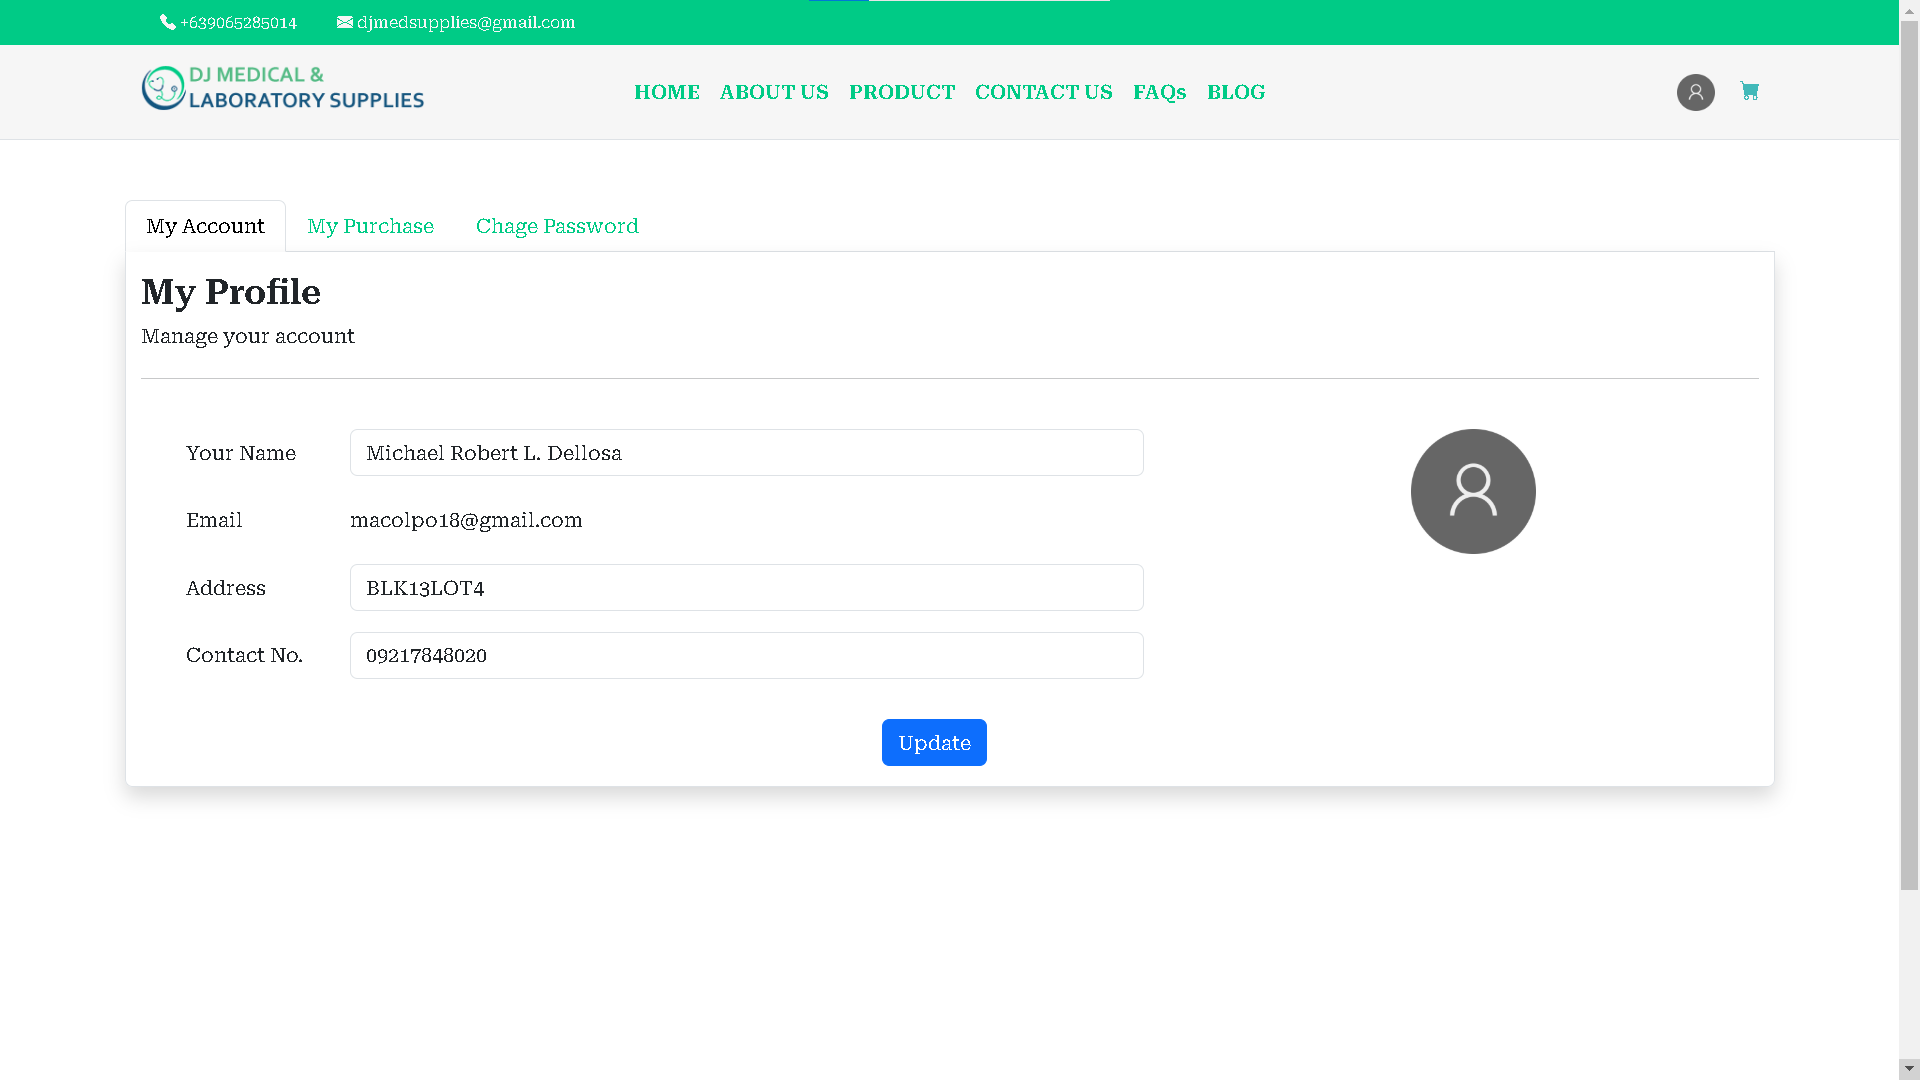 +639065285014 djmedsupplies@gmail.com
DJ MEDICAL &
LABORATORY SUPPLIES
HOME ABOUT US PRODUCT CONTACT US FAQs BLOG
My Account My Purchase Chage Password
My Profile
Manage your account
Your Name Michael Robert L. Dellosa
Email macolpo18@gmail.com
Address BLK13LOT4
Contact No. 09217848020
Update